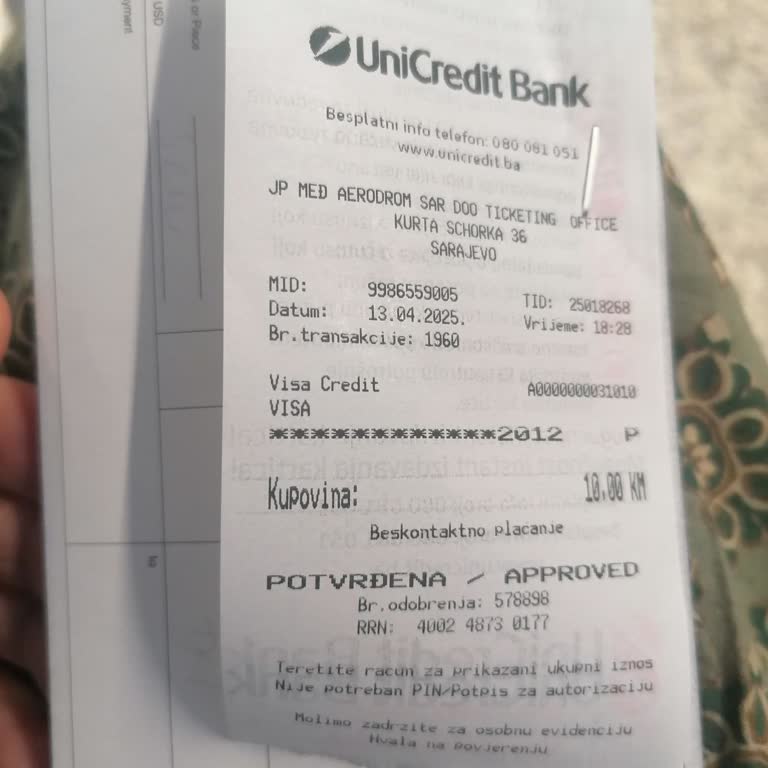 UniCredit Bank
Besplatni info telefon: 080 081 051
www.unicredit.ba
JP MEĐ AERODROM SAR DOO TICKETING OFFICE
KURTA SCHORKA 36
SARAJEVO
MID: 9986559005 TID: 25018268
Datum: 13.04.2025. Vrijeme: 18:28
Br.transakcije: 1960
Visa Credit A0000000031010
VISA
************2012 P
Kupovina: 10.00 KM
Beskontaktno placanje
POTVRĐENA / APPROVED
Br.odobrenja: 578898
RRN: 4002 4873 0177
Teretite racun za prikazani ukupni iznos
Nije potreban PIN/Potpis za autorizaciju
Molimo zadrzite za osobnu evidenciju
Hvala na povjerenju
or Place
USD